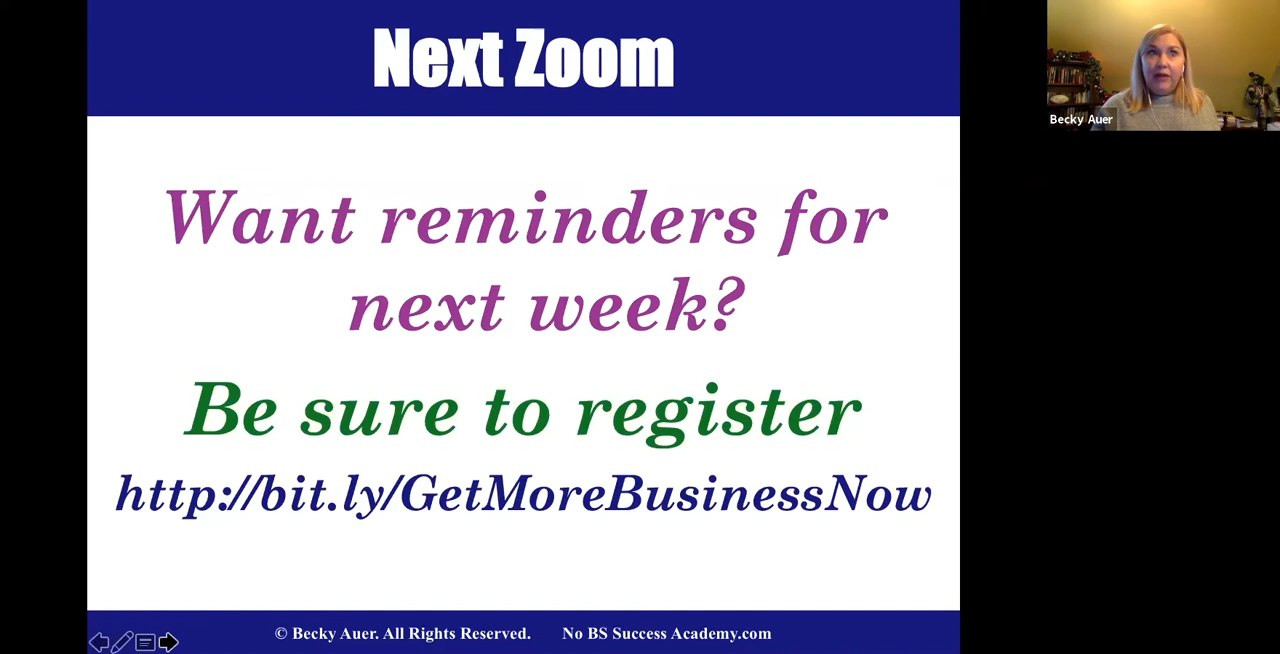 Next Zoom
Becky Auer
Want reminders for
next week?
Be sure to register
http://bit.ly/GetMoreBusinessNow
© Becky Auer. All Rights Reserved. No BS Success Academy.com